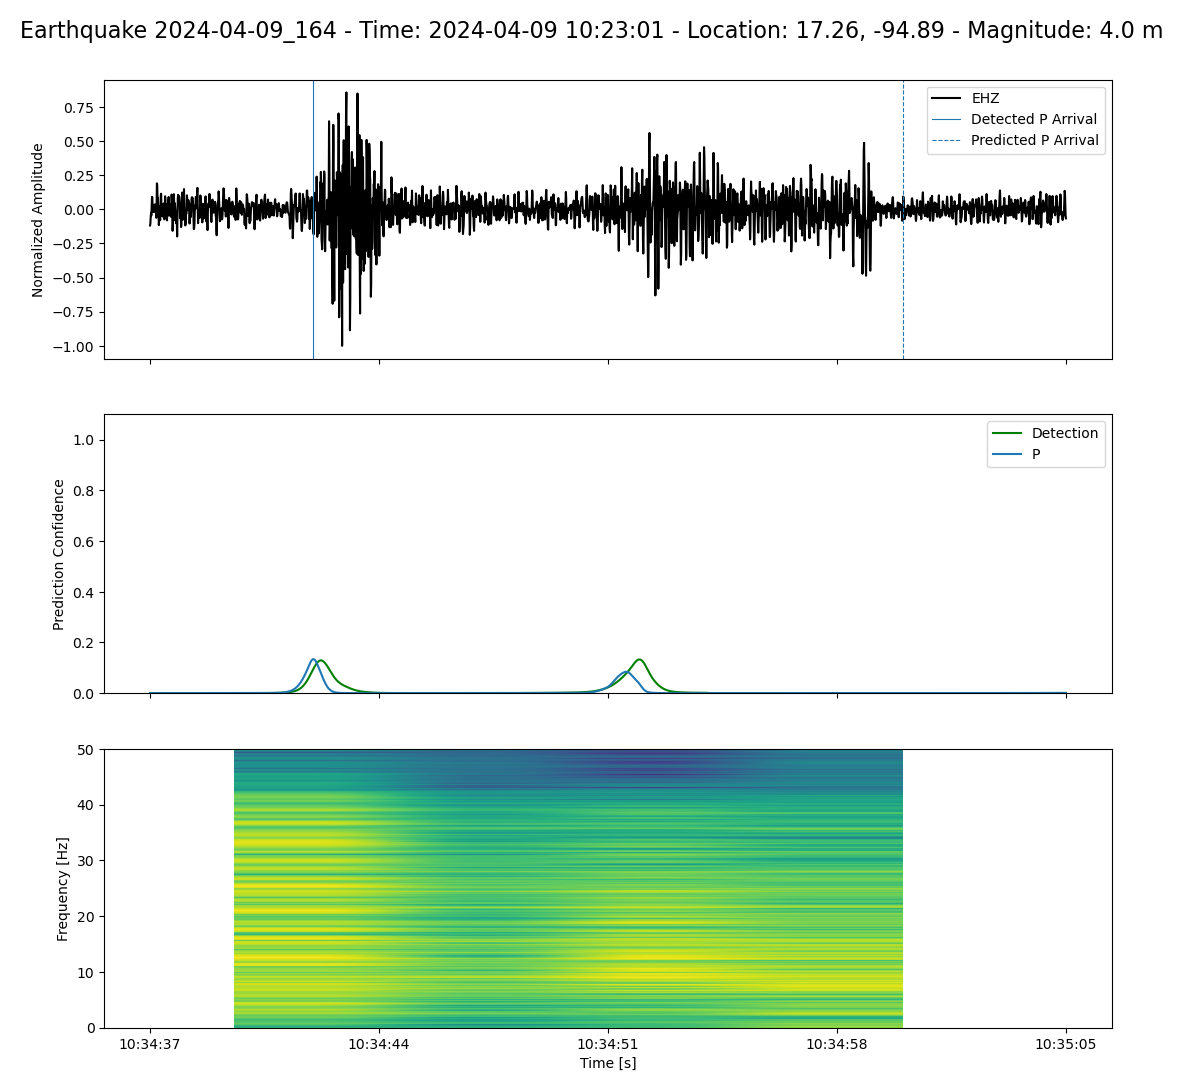 Earthquake 2024-04-09_164 - Time: 2024-04-09 10:23:01 - Location: 17.26, -94.89 - Magnitude: 4.0 m
EHZ
Detected P Arrival
Predicted P Arrival
Normalized Amplitude
0.75
0.50
0.25
0.00
−0.25
−0.50
−0.75
−1.00
Detection
P
Prediction Confidence
1.0
0.8
0.6
0.4
0.2
0.0
Frequency [Hz]
50
40
30
20
10
0
10:34:37
10:34:44
10:34:51
10:34:58
10:35:05
Time [s]